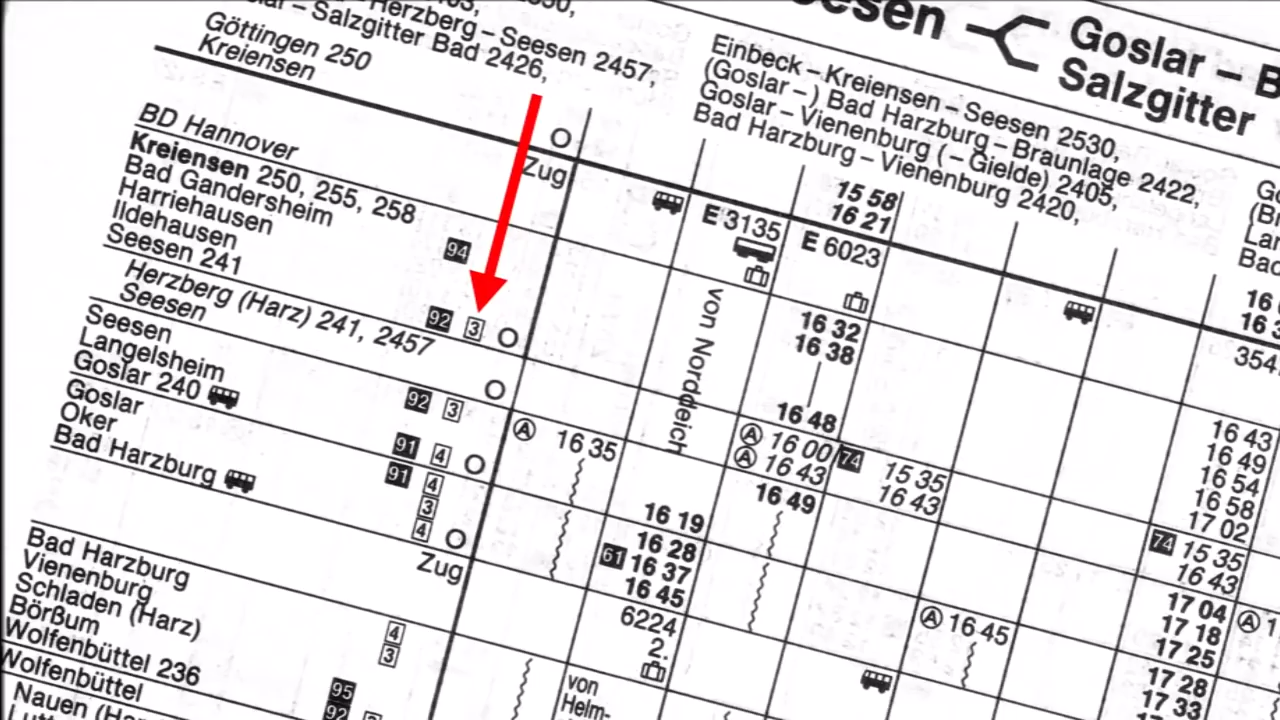 Herzberg – Seesen 2457,
– Salzgitter Bad 2426,
Göttingen 250
Kreiensen
Seesen
Goslar –
Salzgitter
Einbeck – Kreiensen – Seesen 2530,
(Goslar –) Bad Harzburg – Braunlage 2422,
Goslar – Vienenburg (– Gielde) 2405,
Bad Harzburg – Vienenburg 2420,
BD Hannover
Zug
E 3135
15 58
16 21
E 6023
354
Kreiensen 250, 255, 258
Bad Gandersheim
Harriehausen
Ildehausen
94
Seesen 241
92 3
von Norddeich
16 32
16 38
16 48
16 43
16 49
16 54
16 58
17 02
Herzberg (Harz) 241, 2457
Seesen
A 16 35
A 16 00
A 16 43
74 15 35
16 43
74 15 35
16 43
Seesen
Langelsheim
92 3
Goslar 240
16 19
16 49
17 04
17 18
17 25
Goslar
91 4
Oker
91 4
3
Bad Harzburg
4
16 28
61 16 37
16 45
A 16 45
17 28
17 33
Zug
6224
2.
von
Helm-
Bad Harzburg
Vienenburg
4
Schladen (Harz)
3
Börßum
Wolfenbüttel 236
95
Wolfenbüttel
92
Nauen (Harz